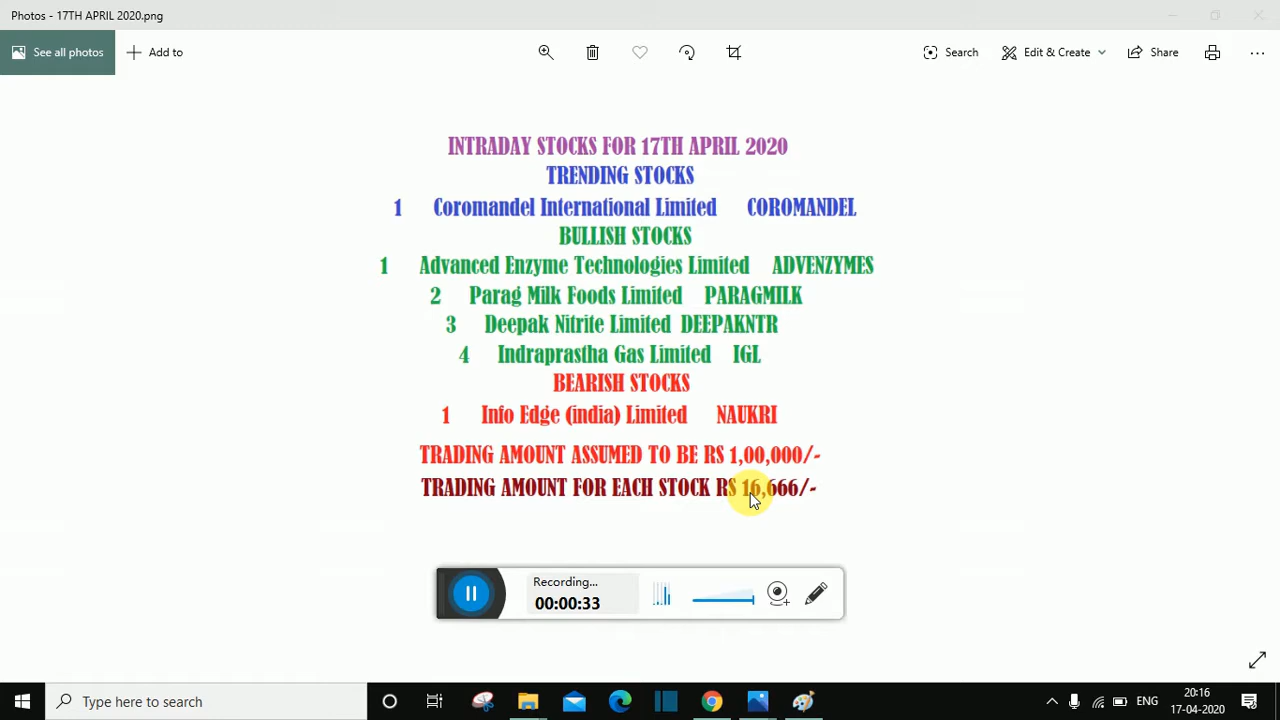 Photos - 17TH APRIL 2020.png
See all photos
Add to
Search
Edit & Create
Share
INTRADAY STOCKS FOR 17TH APRIL 2020
TRENDING STOCKS
1 Coromandel International Limited COROMANDEL
BULLISH STOCKS
1 Advanced Enzyme Technologies Limited ADVENZYMES
2 Parag Milk Foods Limited PARAGMILK
3 Deepak Nitrite Limited DEEPAKNTR
4 Indraprastha Gas Limited IGL
BEARISH STOCKS
1 Info Edge (india) Limited NAUKRI
TRADING AMOUNT ASSUMED TO BE RS 1,00,000/-
TRADING AMOUNT FOR EACH STOCK RS 16,666/-
Recording...
00:00:33
Type here to search
ENG
20:16
17-04-2020